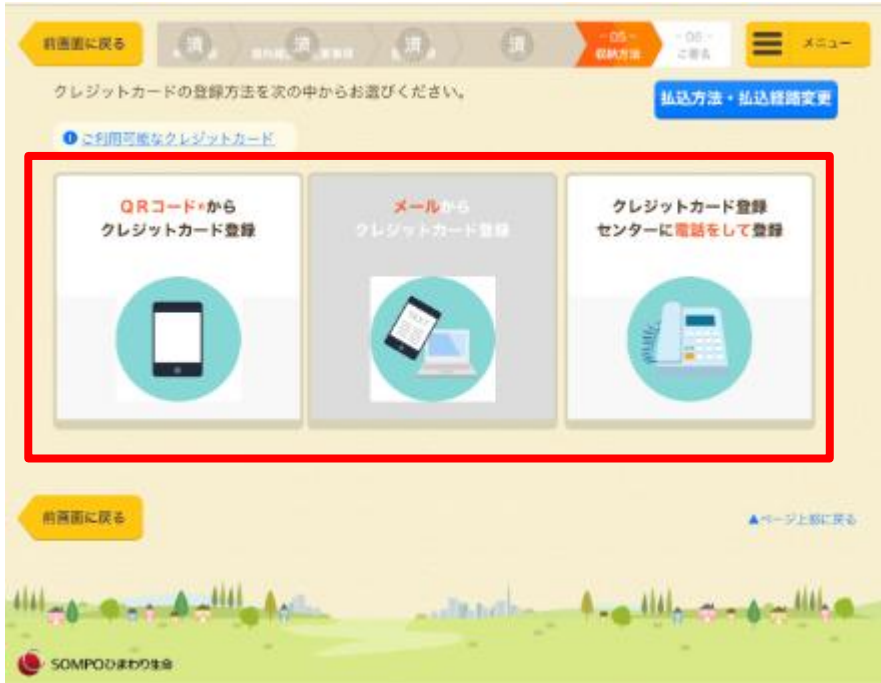 前画面に戻る
済
済
済
済
- 05 -
収納方法
- 06 -
ご署名
メニュー
クレジットカードの登録方法を次の中からお選びください。
払込方法・払込経路変更
ご利用可能なクレジットカード
QRコード*から
クレジットカード登録
メールから
クレジットカード登録
クレジットカード登録
センターに電話をして登録
前画面に戻る
▲ページ上部に戻る
SOMPOひまわり生命